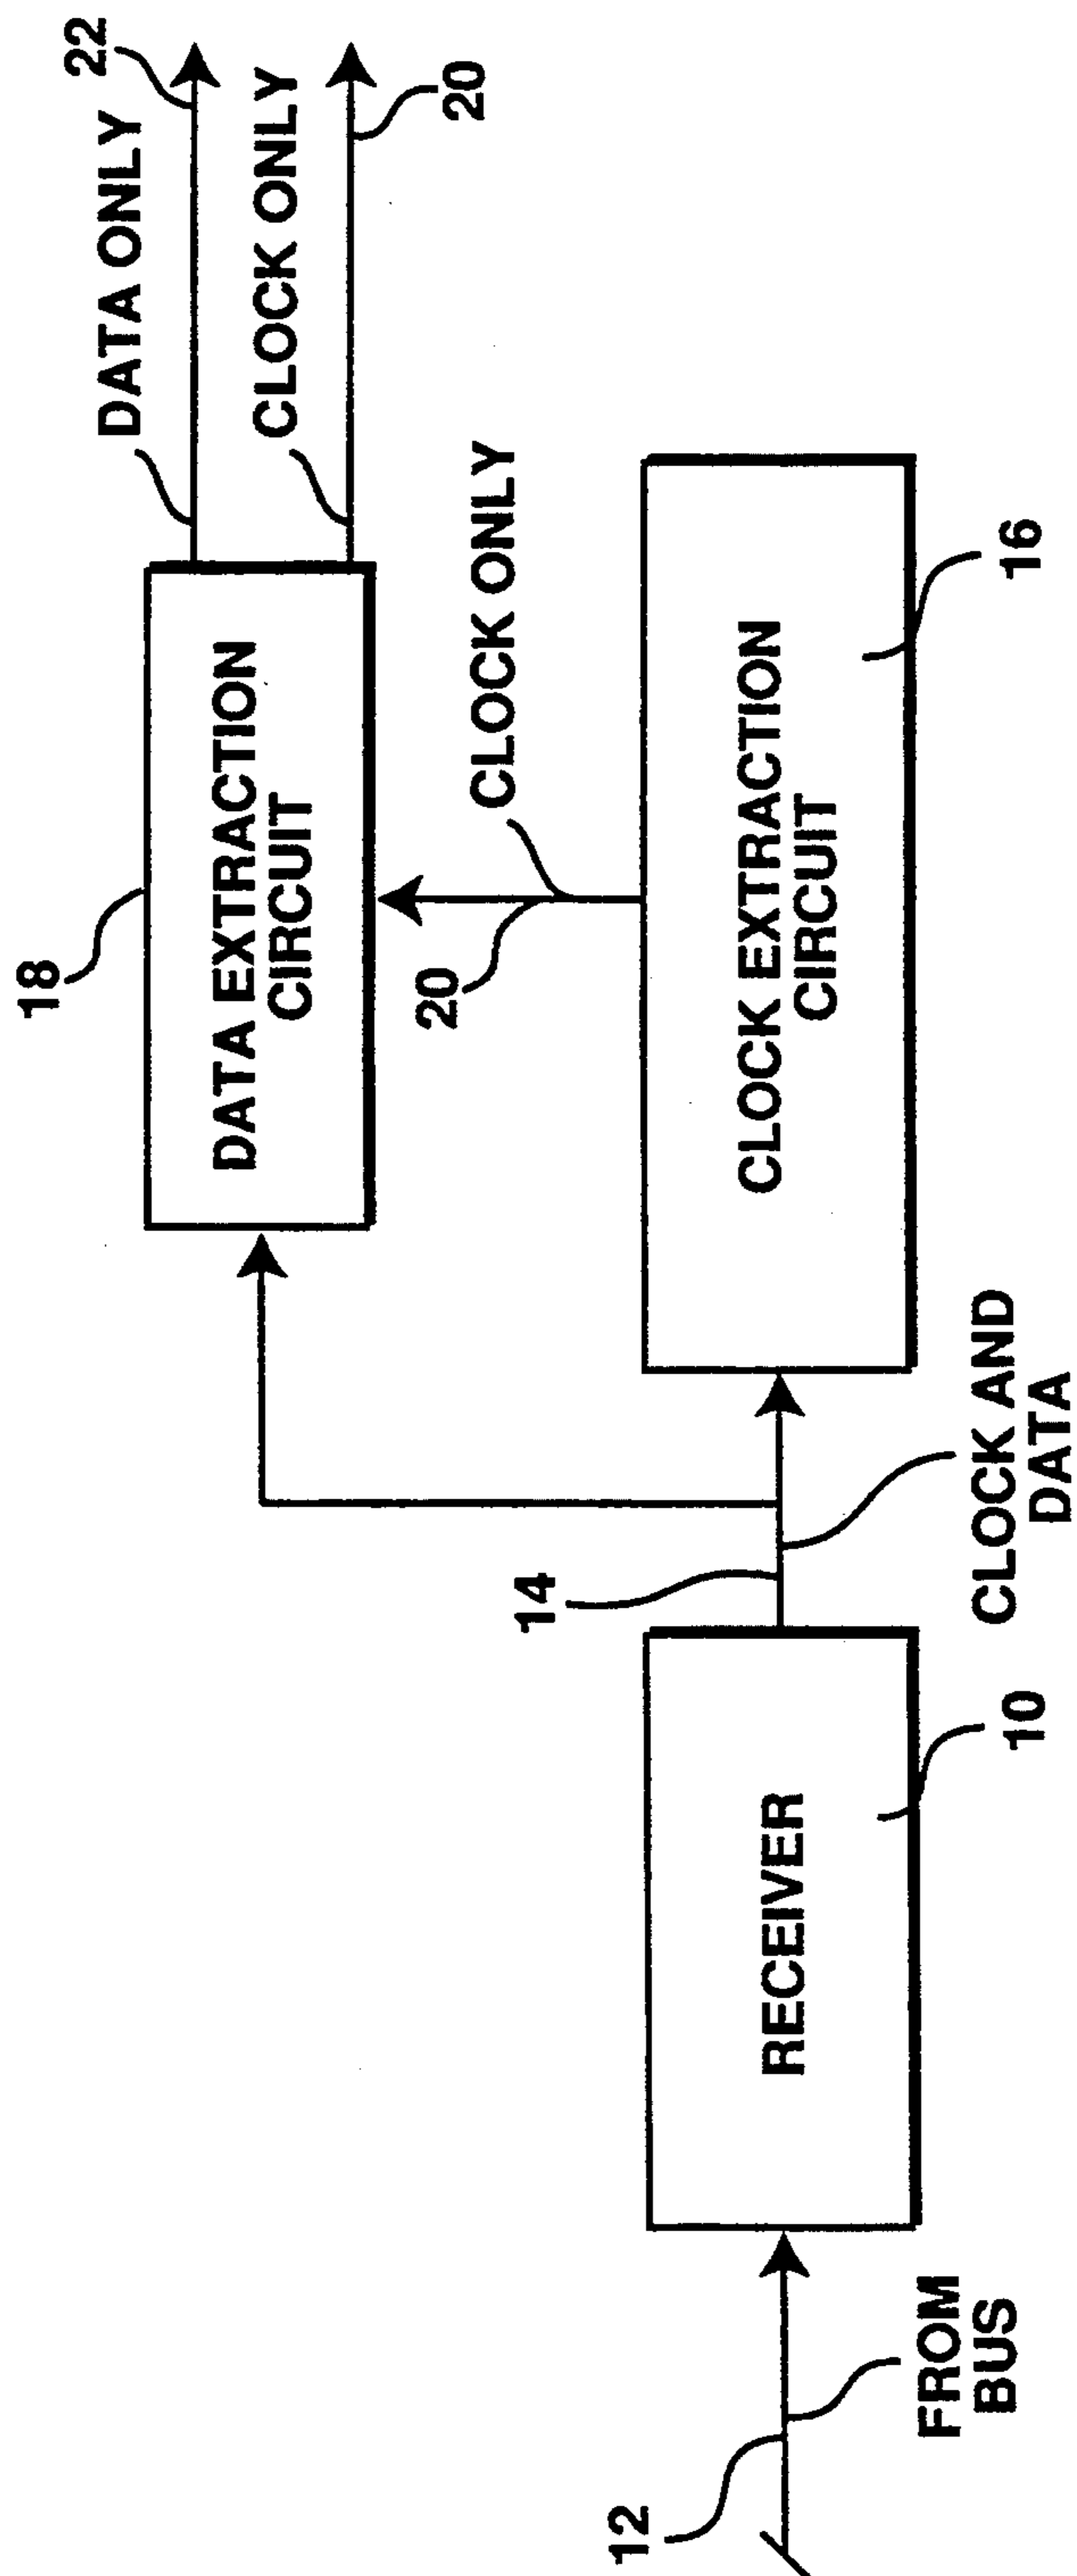 22
DATA ONLY
CLOCK ONLY
20
18
DATA EXTRACTION
CIRCUIT
20
CLOCK ONLY
CLOCK EXTRACTION
CIRCUIT
16
14
CLOCK AND
DATA
RECEIVER
10
12
FROM
BUS